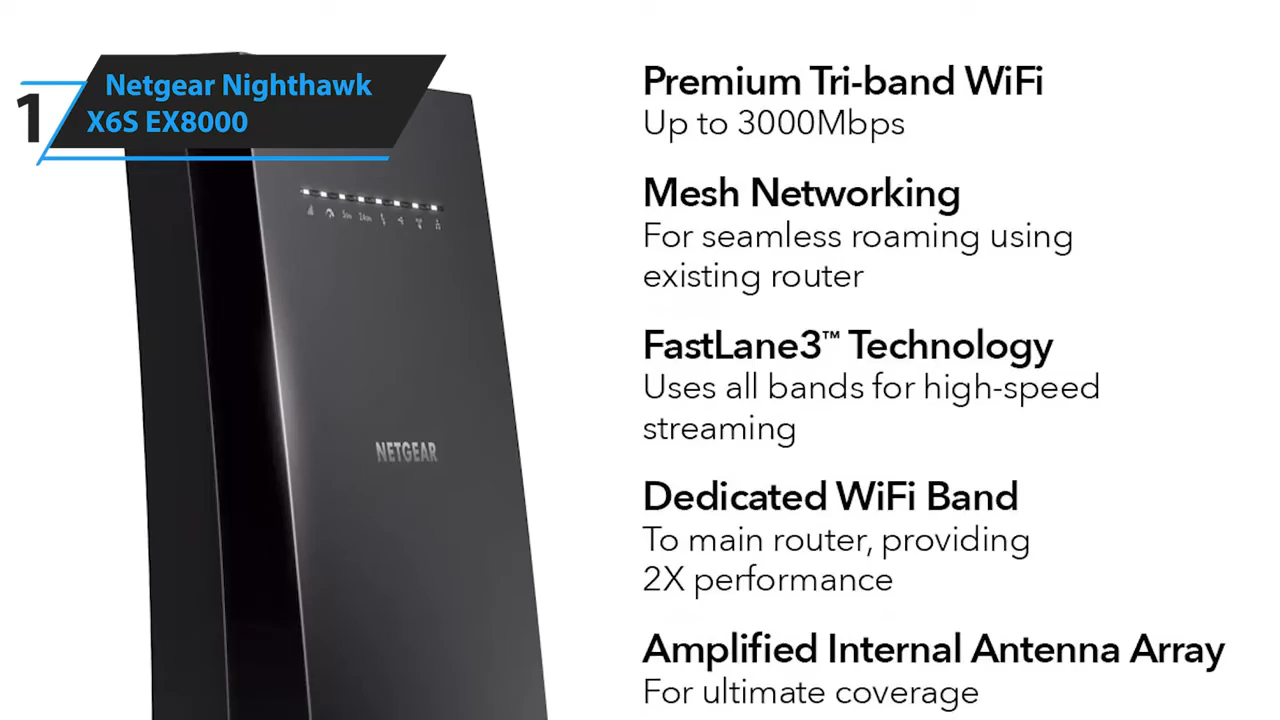 1
Netgear Nighthawk
X6S EX8000
NETGEAR
Premium Tri-band WiFi
Up to 3000Mbps
Mesh Networking
For seamless roaming using
existing router
FastLane3™ Technology
Uses all bands for high-speed
streaming
Dedicated WiFi Band
To main router, providing
2X performance
Amplified Internal Antenna Array
For ultimate coverage